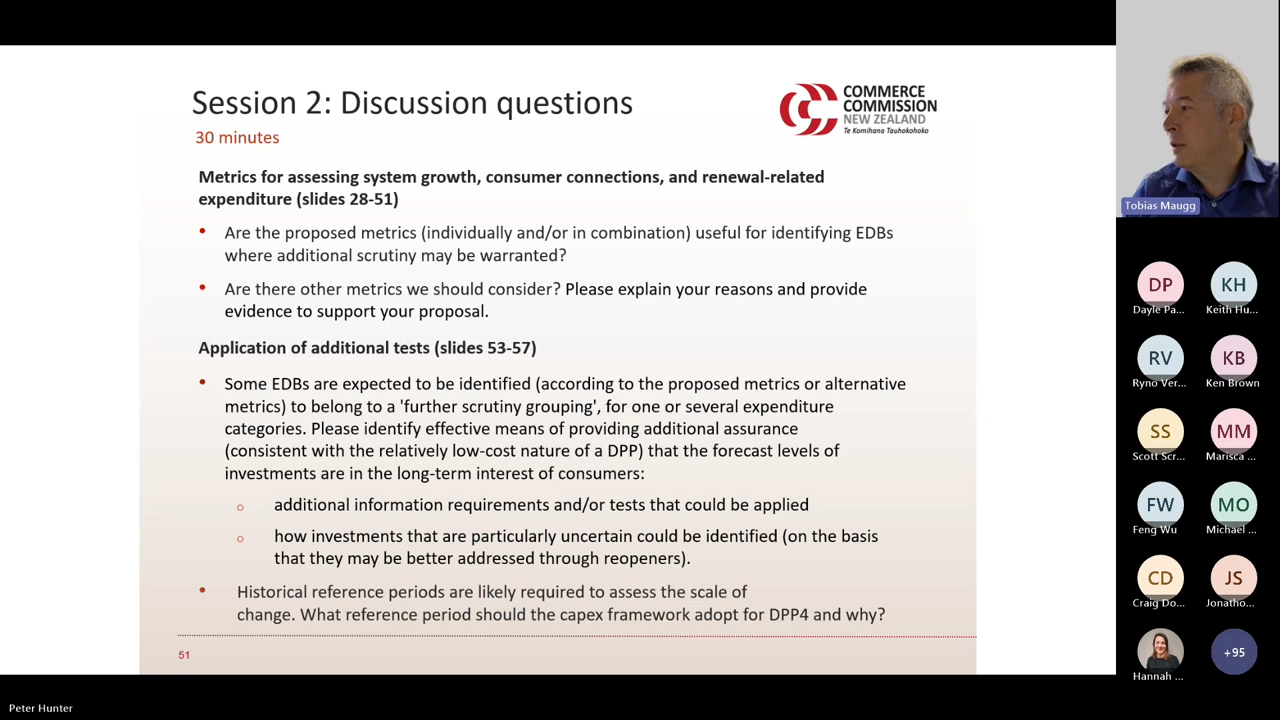 Session 2: Discussion questions
30 minutes
COMMERCE
COMMISSION
NEW ZEALAND
Te Komihana Tauhokohoko
Metrics for assessing system growth, consumer connections, and renewal-related
expenditure (slides 28-51)
• Are the proposed metrics (individually and/or in combination) useful for identifying EDBs
where additional scrutiny may be warranted?
• Are there other metrics we should consider? Please explain your reasons and provide
evidence to support your proposal.
Application of additional tests (slides 53-57)
• Some EDBs are expected to be identified (according to the proposed metrics or alternative
metrics) to belong to a 'further scrutiny grouping', for one or several expenditure
categories. Please identify effective means of providing additional assurance
(consistent with the relatively low-cost nature of a DPP) that the forecast levels of
investments are in the long-term interest of consumers:
o additional information requirements and/or tests that could be applied
o how investments that are particularly uncertain could be identified (on the basis
that they may be better addressed through reopeners).
• Historical reference periods are likely required to assess the scale of
change. What reference period should the capex framework adopt for DPP4 and why?
51
Peter Hunter
Tobias Maugg
DP
Dayle Pa...
KH
Keith Hu...
RV
Ryno Ver...
KB
Ken Brown
SS
Scott Scr...
MM
Marisca ...
FW
Feng Wu
MO
Michael ...
CD
Craig Do...
JS
Jonatho...
Hannah ...
+95